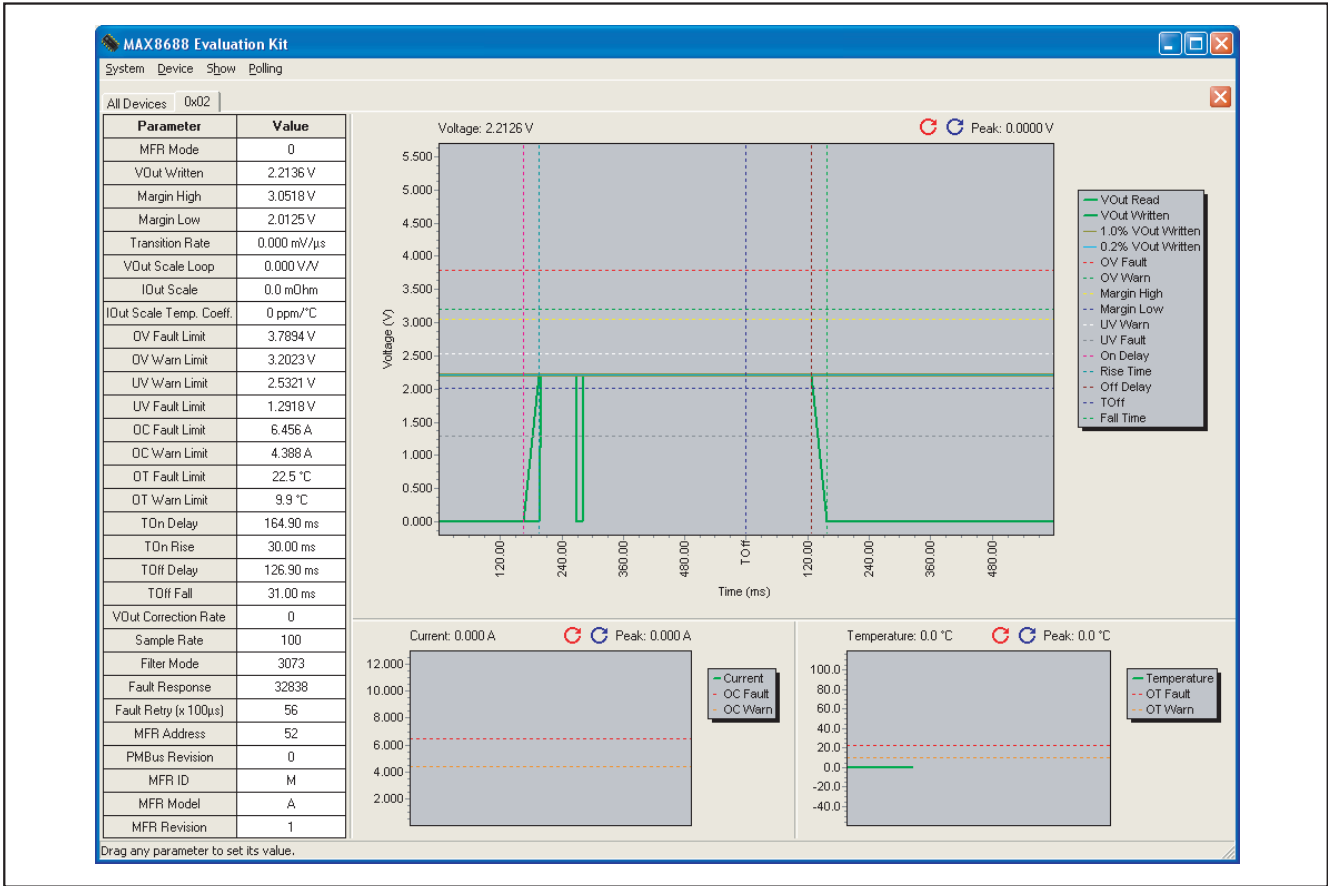 MAX8688 Evaluation Kit
System Device Show Polling
All Devices 0x02
Parameter Value
MFR Mode 0
VOut Written 2.2136 V
Margin High 3.0518 V
Margin Low 2.0125 V
Transition Rate 0.000 mV/µs
VOut Scale Loop 0.000 V/V
IOut Scale 0.0 mOhm
IOut Scale Temp. Coeff. 0 ppm/°C
OV Fault Limit 3.7894 V
OV Warn Limit 3.2023 V
UV Warn Limit 2.5321 V
UV Fault Limit 1.2918 V
OC Fault Limit 6.456 A
OC Warn Limit 4.388 A
OT Fault Limit 22.5 °C
OT Warn Limit 9.9 °C
TOn Delay 164.90 ms
TOn Rise 30.00 ms
TOff Delay 126.90 ms
TOff Fall 31.00 ms
VOut Correction Rate 0
Sample Rate 100
Filter Mode 3073
Fault Response 32838
Fault Retry (x 100µs) 56
MFR Address 52
PMBus Revision 0
MFR ID M
MFR Model A
MFR Revision 1
Voltage: 2.2126 V Peak: 0.0000 V
Voltage (V)
5.500
5.000
4.500
4.000
3.500
3.000
2.500
2.000
1.500
1.000
0.500
0.000
120.00 240.00 360.00 480.00 TOff 120.00 240.00 360.00 480.00
Time (ms)
VOut Read
VOut Written
1.0% VOut Written
0.2% VOut Written
OV Fault
OV Warn
Margin High
Margin Low
UV Warn
UV Fault
On Delay
Rise Time
Off Delay
TOff
Fall Time
Current: 0.000 A Peak: 0.000 A
12.000
10.000
8.000
6.000
4.000
2.000
Current
OC Fault
OC Warn
Temperature: 0.0 °C Peak: 0.0 °C
100.0
80.0
60.0
40.0
20.0
0.0
-20.0
-40.0
Temperature
OT Fault
OT Warn
Drag any parameter to set its value.